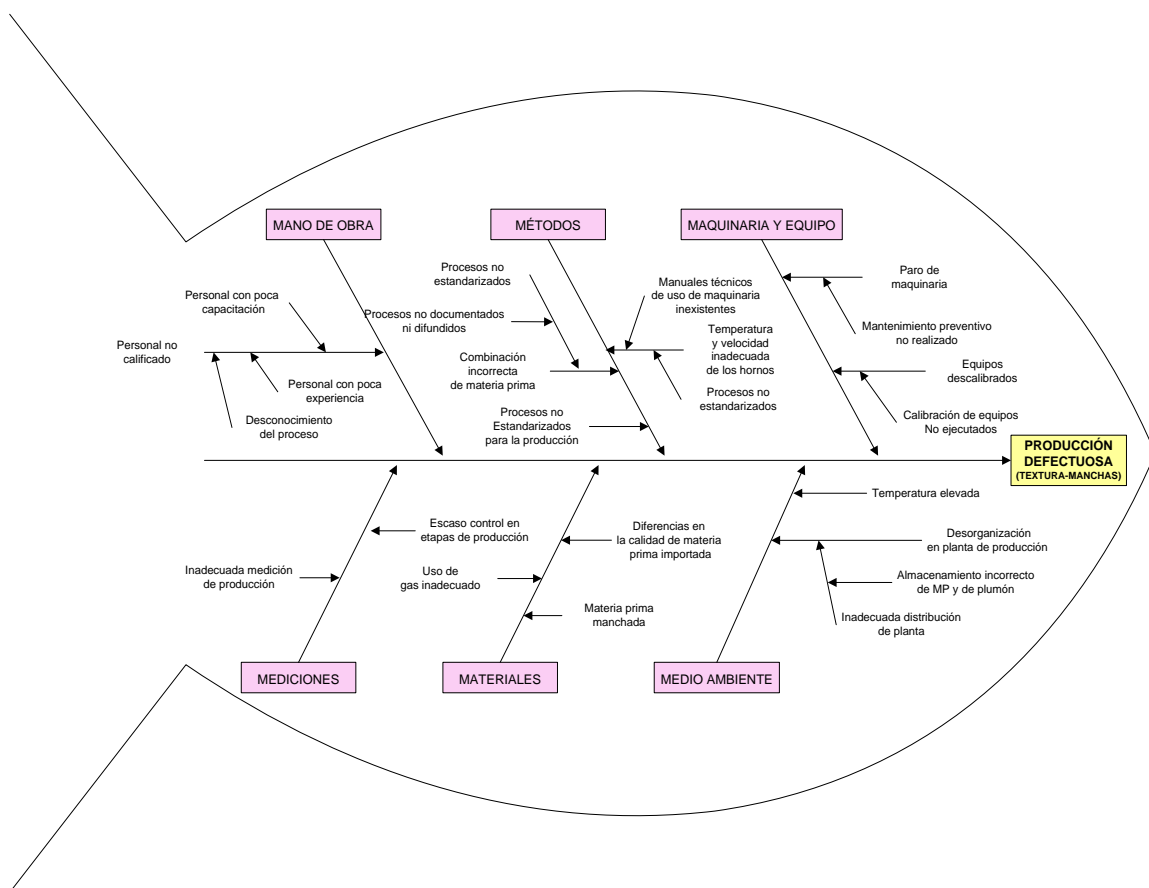 MANO DE OBRA
MÉTODOS
MAQUINARIA Y EQUIPO
Personal con poca
capacitación
Personal no
calificado
Personal con poca
experiencia
Desconocimiento
del proceso
Procesos no
estandarizados
Procesos no documentados
ni difundidos
Combinación
incorrecta
de materia prima
Procesos no
Estandarizados
para la producción
Manuales técnicos
de uso de maquinaria
inexistentes
Temperatura
y velocidad
inadecuada
de los hornos
Procesos no
estandarizados
Paro de
maquinaria
Mantenimiento preventivo
no realizado
Equipos
descalibrados
Calibración de equipos
No ejecutados
PRODUCCIÓN
DEFECTUOSA
(TEXTURA-MANCHAS)
Escaso control en
etapas de producción
Inadecuada medición
de producción
Diferencias en
la calidad de materia
prima importada
Uso de
gas inadecuado
Materia prima
manchada
Temperatura elevada
Desorganización
en planta de producción
Almacenamiento incorrecto
de MP y de plumón
Inadecuada distribución
de planta
MEDICIONES
MATERIALES
MEDIO AMBIENTE